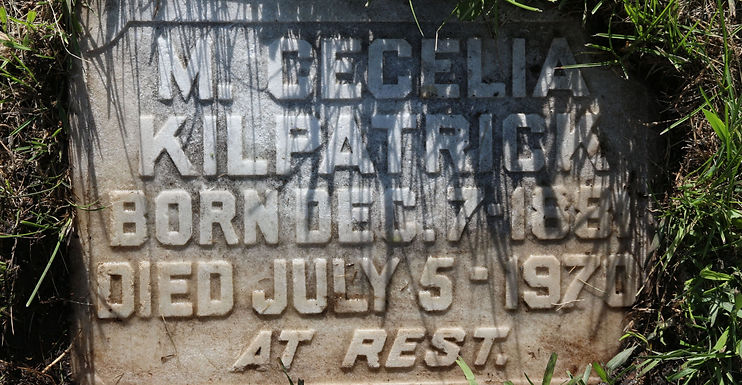 M. CECELIA
KILPATRICK
BORN DEC. 7-
DIED JULY 5-1970
AT REST.